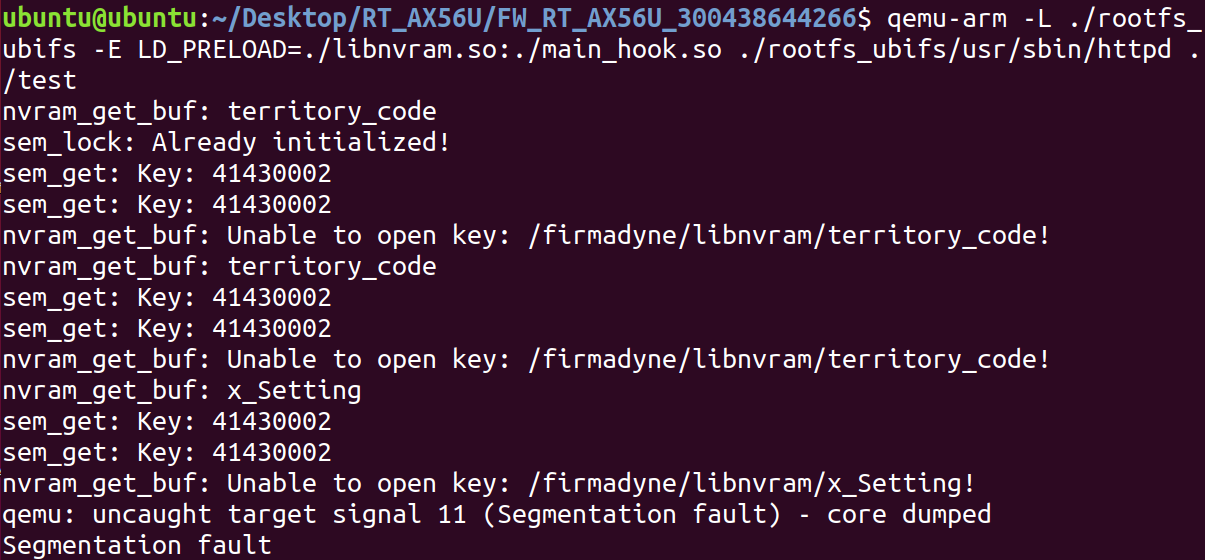 ubuntu@ubuntu:~/Desktop/RT_AX56U/FW_RT_AX56U_300438644266$ qemu-arm -L ./rootfs_
ubifs -E LD_PRELOAD=./libnvram.so:./main_hook.so ./rootfs_ubifs/usr/sbin/httpd .
/test
nvram_get_buf: territory_code
sem_lock: Already initialized!
sem_get: Key: 41430002
sem_get: Key: 41430002
nvram_get_buf: Unable to open key: /firmadyne/libnvram/territory_code!
nvram_get_buf: territory_code
sem_get: Key: 41430002
sem_get: Key: 41430002
nvram_get_buf: Unable to open key: /firmadyne/libnvram/territory_code!
nvram_get_buf: x_Setting
sem_get: Key: 41430002
sem_get: Key: 41430002
nvram_get_buf: Unable to open key: /firmadyne/libnvram/x_Setting!
qemu: uncaught target signal 11 (Segmentation fault) - core dumped
Segmentation fault